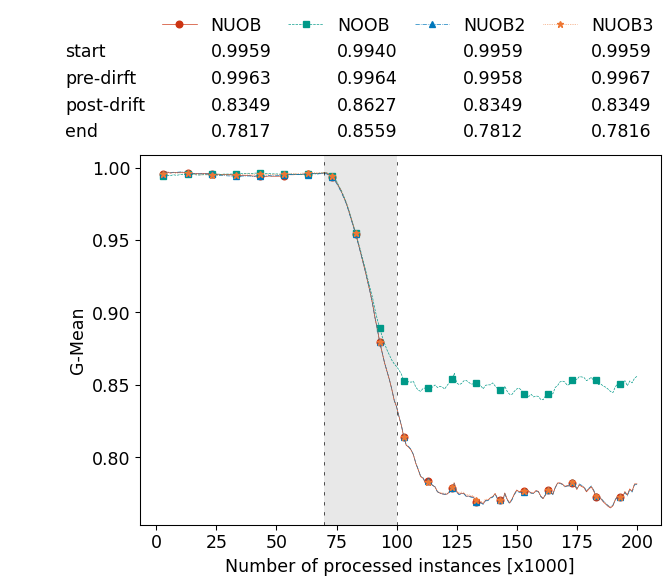 NUOB NOOB NUOB2 NUOB3
start 0.9959 0.9940 0.9959 0.9959
pre-dirft 0.9963 0.9964 0.9958 0.9967
post-drift 0.8349 0.8627 0.8349 0.8349
end 0.7817 0.8559 0.7812 0.7816
1.00
0.95
0.90
0.85
0.80
G-Mean
0 25 50 75 100 125 150 175 200
Number of processed instances [x1000]